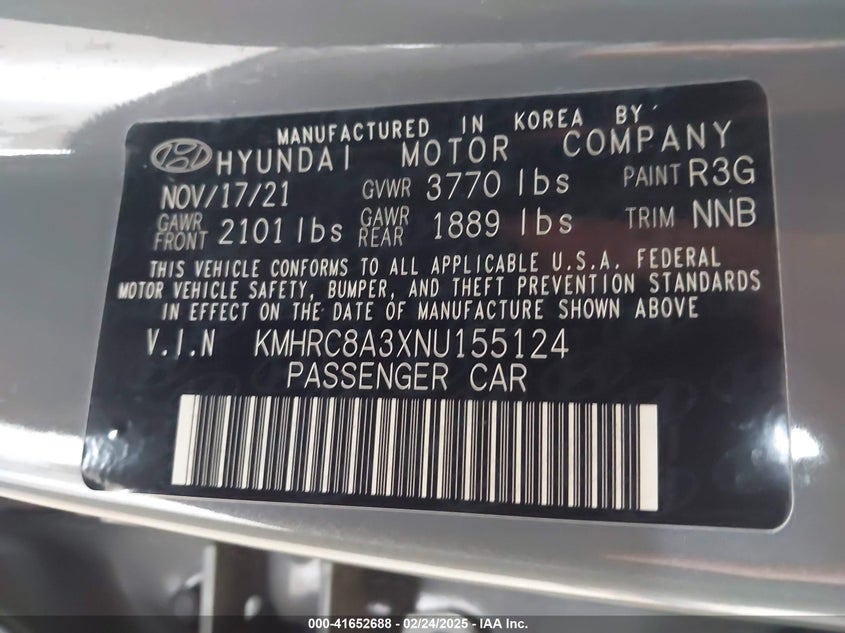 MANUFACTURED IN KOREA BY
HYUNDAI MOTOR COMPANY
NOV/17/21 GVWR 3770 lbs PAINT R3G
GAWR FRONT 2101 lbs GAWR REAR 1889 lbs TRIM NNB
THIS VEHICLE CONFORMS TO ALL APPLICABLE U.S.A. FEDERAL
MOTOR VEHICLE SAFETY, BUMPER, AND THEFT PREVENTION STANDARDS
IN EFFECT ON THE DATE OF MANUFACTURE SHOWN ABOVE
V.I.N KMHRC8A3XNU155124
PASSENGER CAR
000-41652688 - 02/24/2025 - IAA Inc.